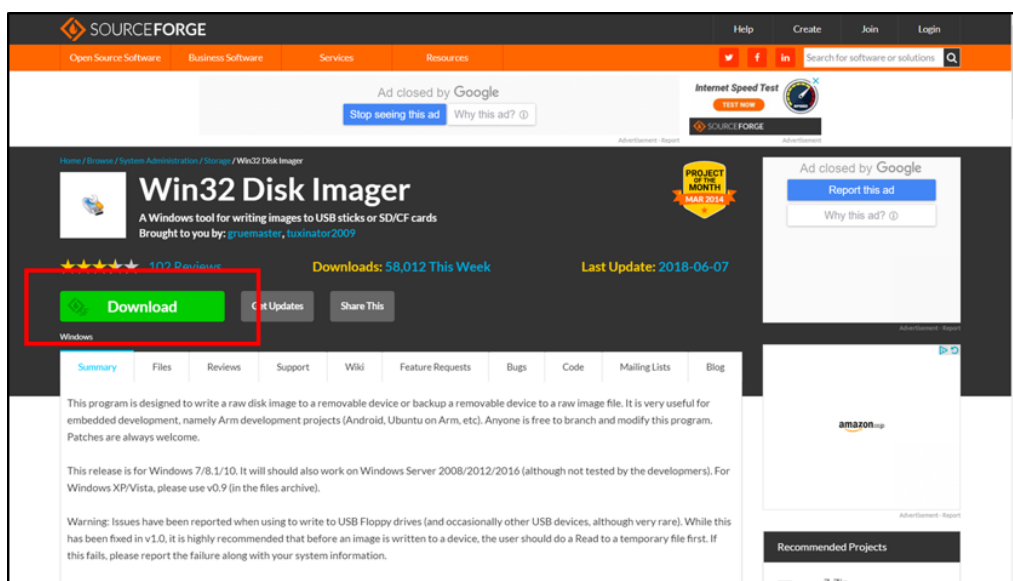 SOURCEFORGE
Help Create Join Login
Open Source Software Business Software Services Resources
Search for software or solutions
Ad closed by Google
Stop seeing this ad Why this ad?
Advertisement - Report
Internet Speed Test
TEST NOW
SOURCEFORGE
Advertisement
Home / Browse / System Administration / Storage / Win32 Disk Imager
Win32 Disk Imager
A Windows tool for writing images to USB sticks or SD/CF cards
Brought to you by: gruemaster, tuxinator2009
PROJECT
OF THE
MONTH
MAR 2014
102 Reviews Downloads: 58,012 This Week Last Update: 2018-06-07
Download Get Updates Share This
Windows
Ad closed by Google
Report this ad
Why this ad?
Advertisement - Report
Summary Files Reviews Support Wiki Feature Requests Bugs Code Mailing Lists Blog
This program is designed to write a raw disk image to a removable device or backup a removable device to a raw image file. It is very useful for
embedded development, namely Arm development projects (Android, Ubuntu on Arm, etc). Anyone is free to branch and modify this program.
Patches are always welcome.
This release is for Windows 7/8.1/10. It will should also work on Windows Server 2008/2012/2016 (although not tested by the developmers). For
Windows XP/Vista, please use v0.9 (in the files archive).
Warning: Issues have been reported when using to write to USB Floppy drives (and occasionally other USB devices, although very rare). While this
has been fixed in v1.0, it is highly recommended that before an image is written to a device, the user should do a Read to a temporary file first. If
this fails, please report the failure along with your system information.
amazon
Advertisement - Report
Recommended Projects